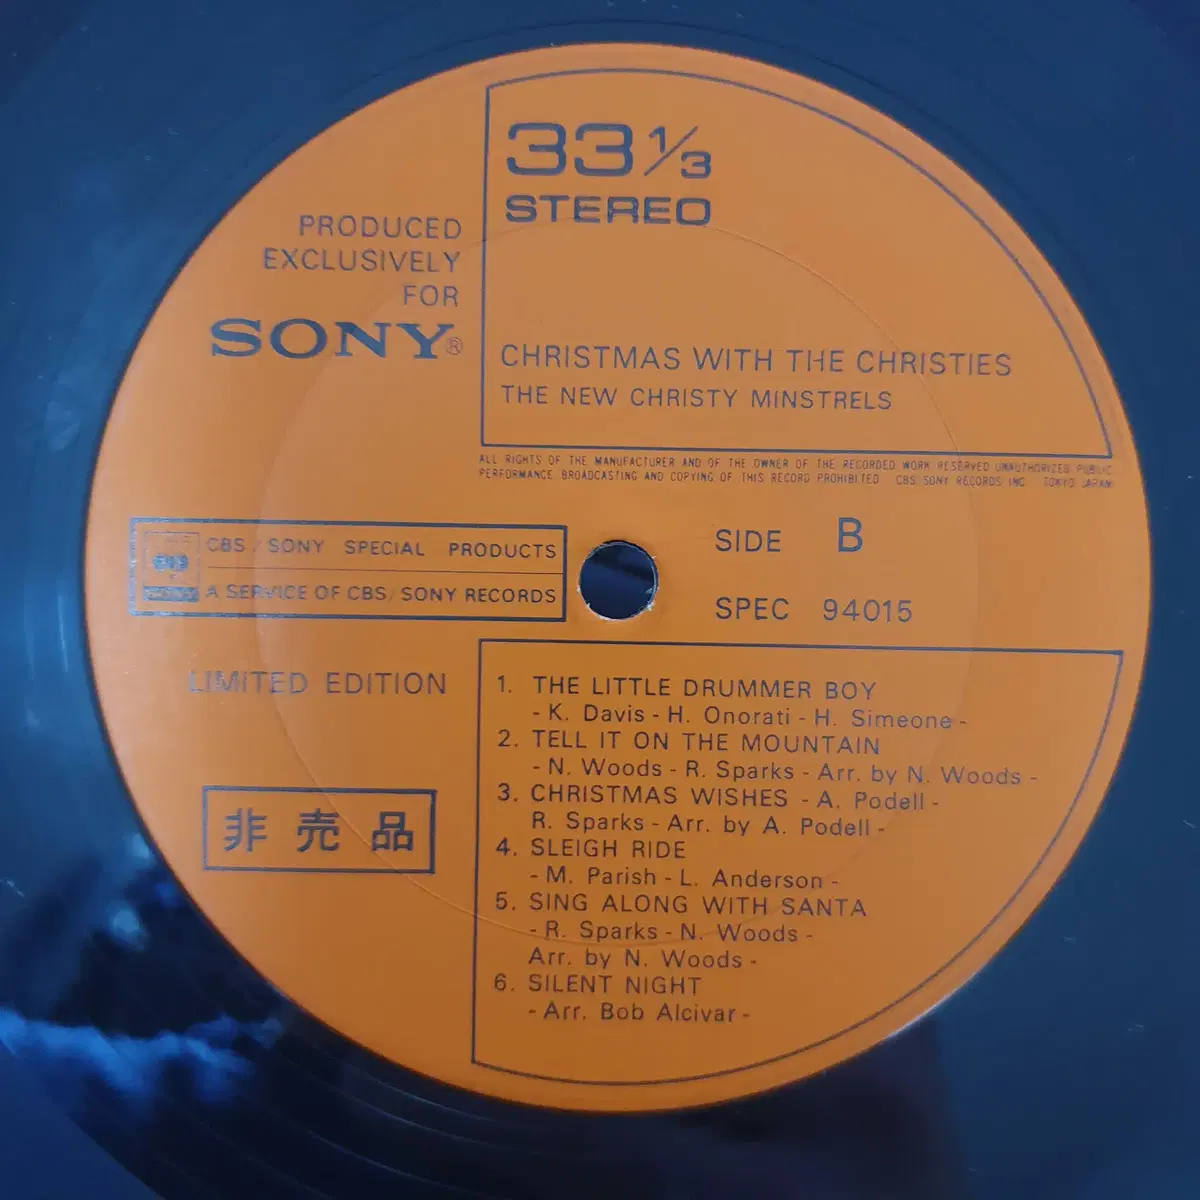 33 1/3
STEREO
PRODUCED
EXCLUSIVELY
FOR
SONY®
CHRISTMAS WITH THE CHRISTIES
THE NEW CHRISTY MINSTRELS
ALL RIGHTS OF THE MANUFACTURER AND OF THE OWNER OF THE RECORDED WORK RESERVED UNAUTHORIZED PUBLIC
PERFORMANCE BROADCASTING AND COPYING OF THIS RECORD PROHIBITED CBS/SONY RECORDS INC. TOKYO JAPAN
CBS/SONY SPECIAL PRODUCTS
A SERVICE OF CBS/SONY RECORDS
SIDE B
SPEC 94015
LIMITED EDITION
非売品
1. THE LITTLE DRUMMER BOY
- K. Davis - H. Onorati - H. Simeone -
2. TELL IT ON THE MOUNTAIN
- N. Woods - R. Sparks - Arr. by N. Woods -
3. CHRISTMAS WISHES - A. Podell -
R. Sparks - Arr. by A. Podell -
4. SLEIGH RIDE
- M. Parish - L. Anderson -
5. SING ALONG WITH SANTA
- R. Sparks - N. Woods -
Arr. by N. Woods -
6. SILENT NIGHT
- Arr. Bob Alcivar -